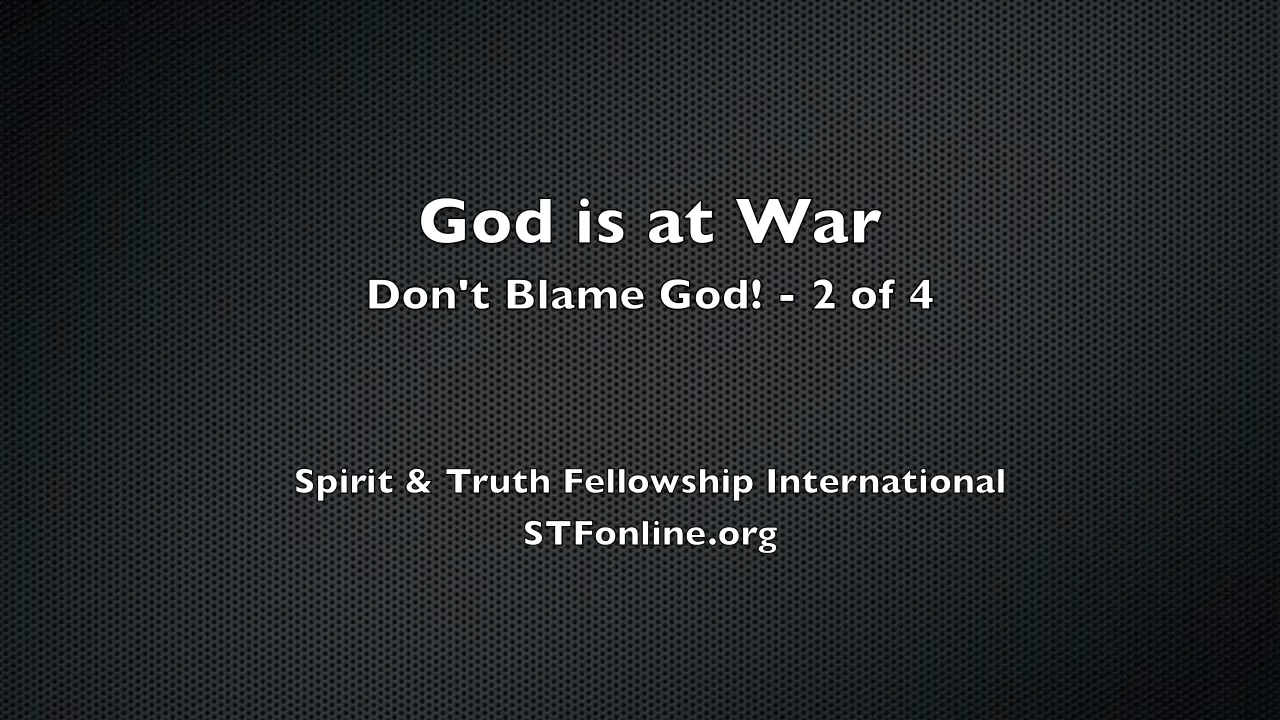 God is at War
Don't Blame God! - 2 of 4
Spirit & Truth Fellowship International
STFonline.org